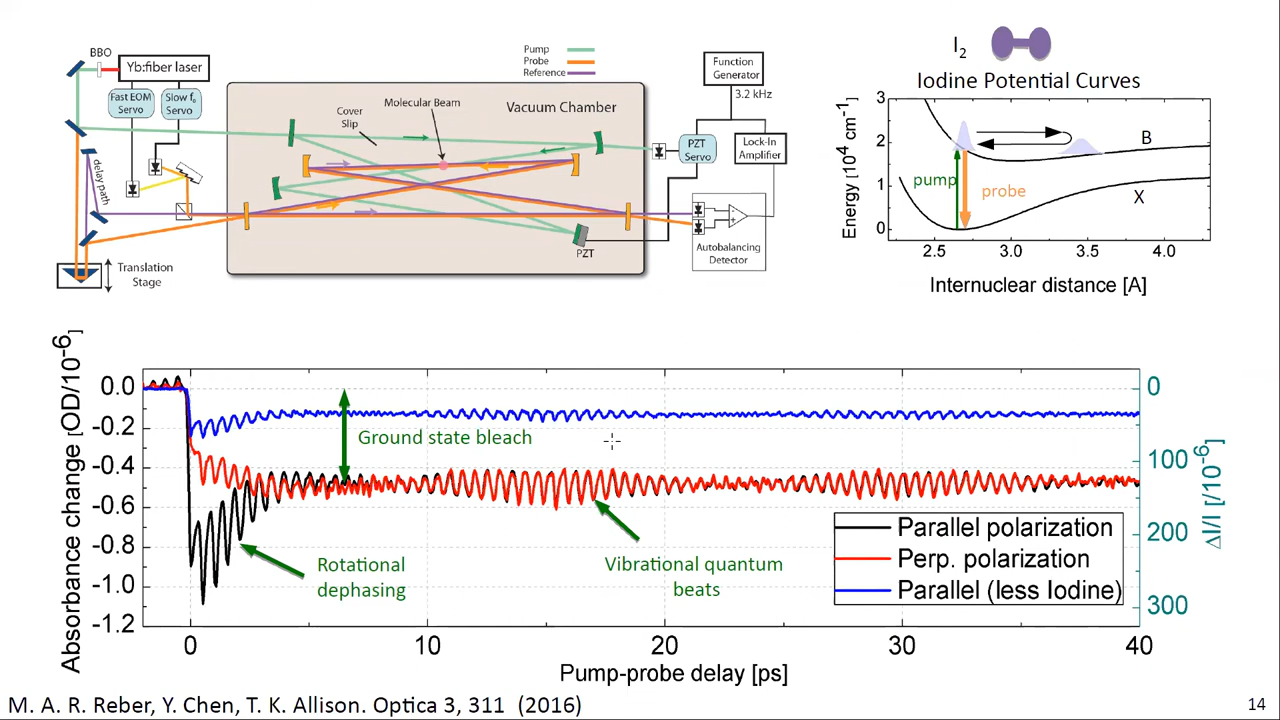 BBO
Yb:fiber laser
Fast EOM
Servo
Slow f₀
Servo
delay path
Translation
Stage
Pump
Probe
Reference
Cover
Slip
Molecular Beam
Vacuum Chamber
PZT
Function
Generator
3.2 kHz
PZT
Servo
Lock-In
Amplifier
Autobalancing
Detector
I₂
Iodine Potential Curves
Energy [10⁴ cm⁻¹]
3
2
1
0
B
X
pump
probe
2.5 3.0 3.5 4.0
Internuclear distance [A]
Absorbance change [OD/10⁻⁶]
0.0
-0.2
-0.4
-0.6
-0.8
-1.0
-1.2
Ground state bleach
Rotational
dephasing
Vibrational quantum
beats
Parallel polarization
Perp. polarization
Parallel (less Iodine)
0
100
200
300
ΔI/I [/10⁻⁶]
0 10 20 30 40
Pump-probe delay [ps]
M. A. R. Reber, Y. Chen, T. K. Allison. Optica 3, 311 (2016)
14